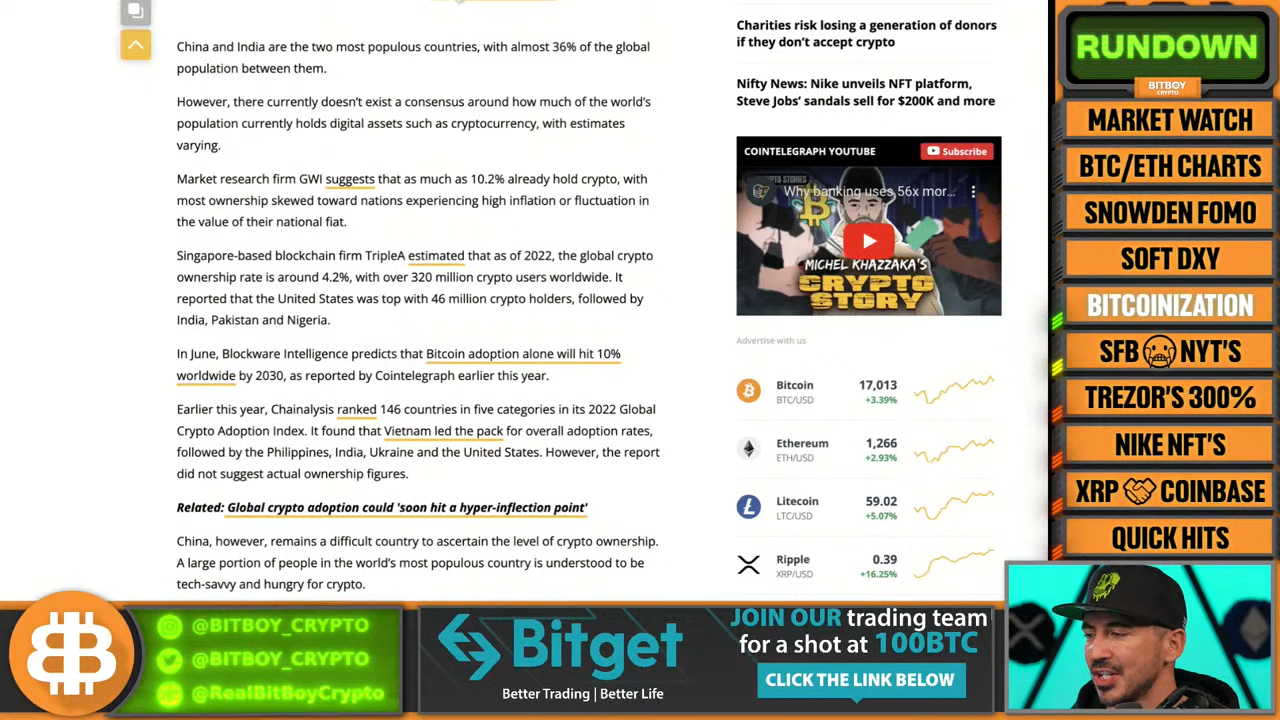 China and India are the two most populous countries, with almost 36% of the global
population between them.
However, there currently doesn't exist a consensus around how much of the world's
population currently holds digital assets such as cryptocurrency, with estimates
varying.
Market research firm GWI suggests that as much as 10.2% already hold crypto, with
most ownership skewed toward nations experiencing high inflation or fluctuation in
the value of their national fiat.
Singapore-based blockchain firm TripleA estimated that as of 2022, the global crypto
ownership rate is around 4.2%, with over 320 million crypto users worldwide. It
reported that the United States was top with 46 million crypto holders, followed by
India, Pakistan and Nigeria.
In June, Blockware Intelligence predicts that Bitcoin adoption alone will hit 10%
worldwide by 2030, as reported by Cointelegraph earlier this year.
Earlier this year, Chainalysis ranked 146 countries in five categories in its 2022 Global
Crypto Adoption Index. It found that Vietnam led the pack for overall adoption rates,
followed by the Philippines, India, Ukraine and the United States. However, the report
did not suggest actual ownership figures.
Related: Global crypto adoption could 'soon hit a hyper-inflection point'
China, however, remains a difficult country to ascertain the level of crypto ownership.
A large portion of people in the world's most populous country is understood to be
tech-savvy and hungry for crypto.
Charities risk losing a generation of donors
if they don't accept crypto
Nifty News: Nike unveils NFT platform,
Steve Jobs' sandals sell for $200K and more
COINTELEGRAPH YOUTUBE
Subscribe
CRYPTO STORIES
Why banking uses 56x mor...
MICHEL KHAZZAKA'S
CRYPTO
STORY
Advertise with us
Bitcoin 17,013
BTC/USD +3.39%
Ethereum 1,266
ETH/USD +2.93%
Litecoin 59.02
LTC/USD +5.07%
Ripple 0.39
XRP/USD +16.25%
RUNDOWN
BITBOY
CRYPTO
MARKET WATCH
BTC/ETH CHARTS
SNOWDEN FOMO
SOFT DXY
BITCOINIZATION
SFB🥶NYT'S
TREZOR'S 300%
NIKE NFT'S
XRP🤝COINBASE
QUICK HITS
@BITBOY_CRYPTO
@BITBOY_CRYPTO
@RealBitBoyCrypto
Bitget
Better Trading | Better Life
JOIN OUR trading team
for a shot at 100BTC
CLICK THE LINK BELOW